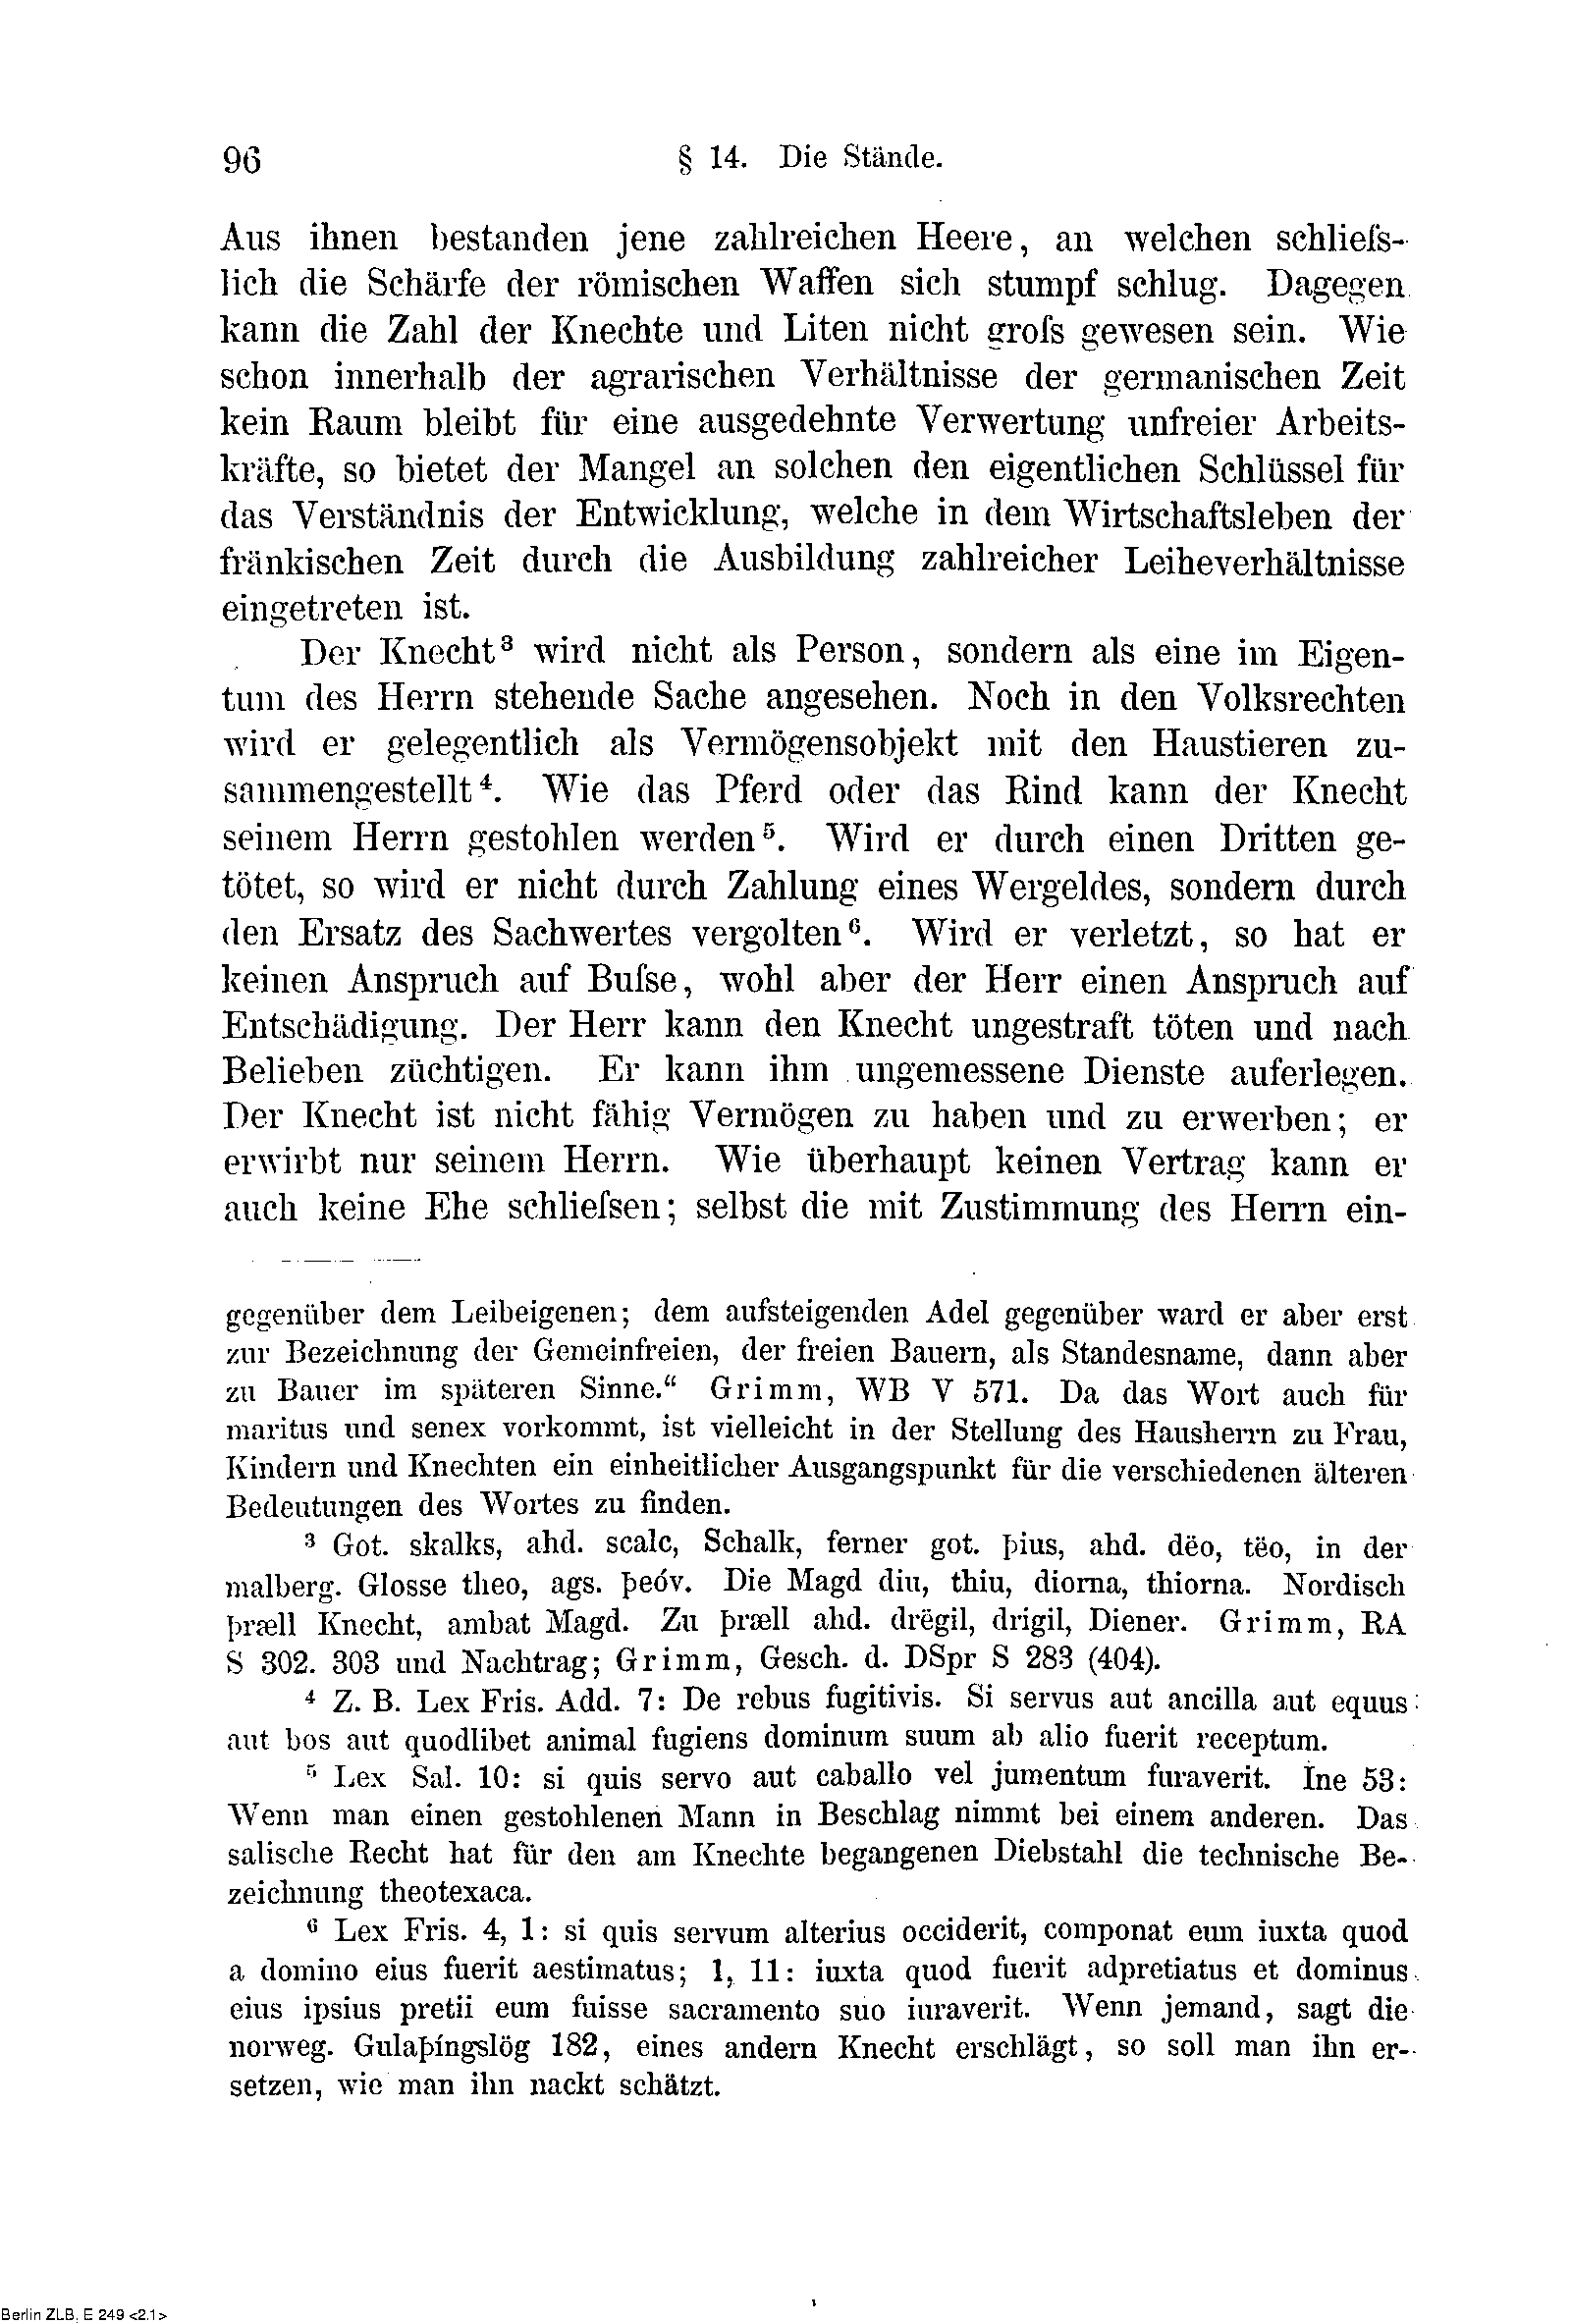 96 § 14. Die Stände.
Aus ihnen bestanden jene zahlreichen Heere, an welchen schlieſs-
lich die Schärfe der römischen Waffen sich stumpf schlug. Dagegen
kann die Zahl der Knechte und Liten nicht groſs gewesen sein. Wie
schon innerhalb der agrarischen Verhältnisse der germanischen Zeit
kein Raum bleibt für eine ausgedehnte Verwertung unfreier Arbeits-
kräfte, so bietet der Mangel an solchen den eigentlichen Schlüssel für
das Verständnis der Entwicklung, welche in dem Wirtschaftsleben der
fränkischen Zeit durch die Ausbildung zahlreicher Leiheverhältnisse
eingetreten ist.
Der Knecht³ wird nicht als Person, sondern als eine im Eigen-
tum des Herrn stehende Sache angesehen. Noch in den Volksrechten
wird er gelegentlich als Vermögensobjekt mit den Haustieren zu-
sammengestellt⁴. Wie das Pferd oder das Rind kann der Knecht
seinem Herrn gestohlen werden⁵. Wird er durch einen Dritten ge-
tötet, so wird er nicht durch Zahlung eines Wergeldes, sondern durch
den Ersatz des Sachwertes vergolten⁶. Wird er verletzt, so hat er
keinen Anspruch auf Buſse, wohl aber der Herr einen Anspruch auf
Entschädigung. Der Herr kann den Knecht ungestraft töten und nach
Belieben züchtigen. Er kann ihm ungemessene Dienste auferlegen.
Der Knecht ist nicht fähig Vermögen zu haben und zu erwerben; er
erwirbt nur seinem Herrn. Wie überhaupt keinen Vertrag kann er
auch keine Ehe schlieſsen; selbst die mit Zustimmung des Herrn ein-
gegenüber dem Leibeigenen; dem aufsteigenden Adel gegenüber ward er aber erst
zur Bezeichnung der Gemeinfreien, der freien Bauern, als Standesname, dann aber
zu Bauer im späteren Sinne.“ Grimm, WB V 571. Da das Wort auch für
maritus und senex vorkommt, ist vielleicht in der Stellung des Hausherrn zu Frau,
Kindern und Knechten ein einheitlicher Ausgangspunkt für die verschiedenen älteren
Bedeutungen des Wortes zu finden.
³ Got. skalks, ahd. scalc, Schalk, ferner got. þius, ahd. dëo, tëo, in der
malberg. Glosse theo, ags. þeóv. Die Magd diu, thiu, diorna, thiorna. Nordisch
þræll Knecht, ambat Magd. Zu þræll ahd. drëgil, drigil, Diener. Grimm, RA
S 302. 303 und Nachtrag; Grimm, Gesch. d. DSpr S 283 (404).
⁴ Z. B. Lex Fris. Add. 7: De rebus fugitivis. Si servus aut ancilla aut equus
aut bos aut quodlibet animal fugiens dominum suum ab alio fuerit receptum.
⁵ Lex Sal. 10: si quis servo aut caballo vel jumentum furaverit. Ine 53:
Wenn man einen gestohlenen Mann in Beschlag nimmt bei einem anderen. Das
salische Recht hat für den am Knechte begangenen Diebstahl die technische Be-
zeichnung theotexaca.
⁶ Lex Fris. 4, 1: si quis servum alterius occiderit, componat eum iuxta quod
a domino eius fuerit aestimatus; 1, 11: iuxta quod fuerit adpretiatus et dominus
eius ipsius pretii eum fuisse sacramento suo iuraverit. Wenn jemand, sagt die
norweg. Gulaþíngslög 182, eines andern Knecht erschlägt, so soll man ihn er-
setzen, wie man ihn nackt schätzt.
Berlin ZLB, E 249 <2,1>